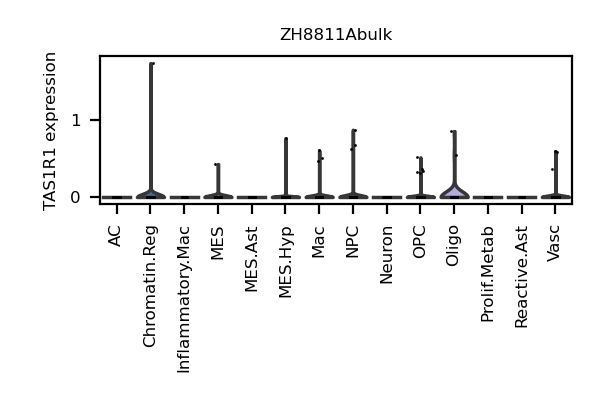 ZH8811Abulk
TAS1R1 expression
1
0
AC
Chromatin.Reg
Inflammatory.Mac
MES
MES.Ast
MES.Hyp
Mac
NPC
Neuron
OPC
Oligo
Prolif.Metab
Reactive.Ast
Vasc